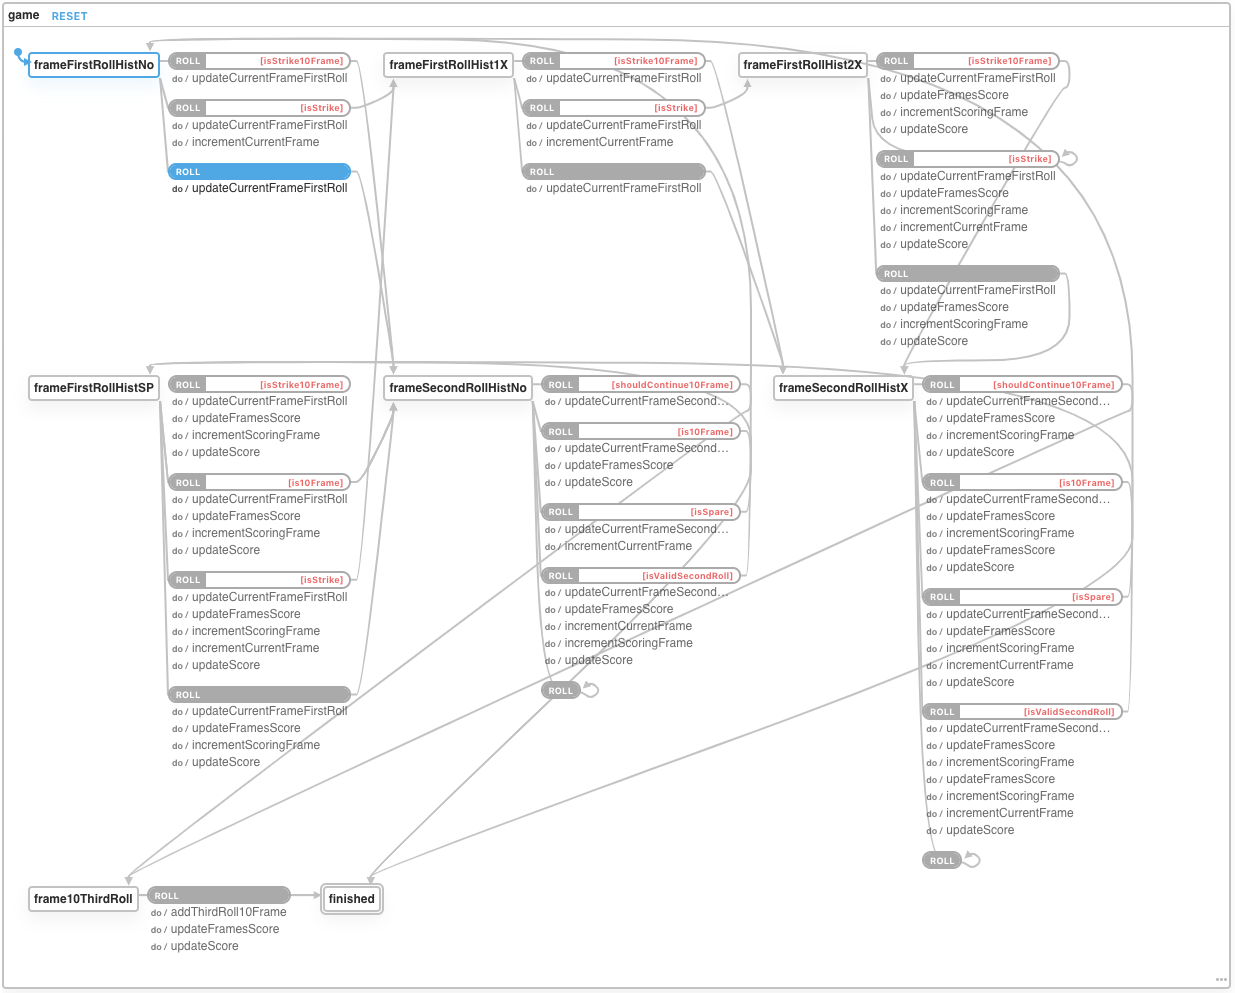 game RESET
frameFirstRollHistNo
ROLL [isStrike10Frame]
do / updateCurrentFrameFirstRoll
ROLL [isStrike]
do / updateCurrentFrameFirstRoll
do / incrementCurrentFrame
ROLL
do / updateCurrentFrameFirstRoll
frameFirstRollHist1X
ROLL [isStrike10Frame]
do / updateCurrentFrameFirstRoll
ROLL [isStrike]
do / updateCurrentFrameFirstRoll
do / incrementCurrentFrame
ROLL
do / updateCurrentFrameFirstRoll
frameFirstRollHist2X
ROLL [isStrike10Frame]
do / updateCurrentFrameFirstRoll
do / updateFramesScore
do / incrementScoringFrame
do / updateScore
ROLL [isStrike]
do / updateCurrentFrameFirstRoll
do / updateFramesScore
do / incrementScoringFrame
do / incrementCurrentFrame
do / updateScore
ROLL
do / updateCurrentFrameFirstRoll
do / updateFramesScore
do / incrementScoringFrame
do / updateScore
frameFirstRollHistSP
ROLL [isStrike10Frame]
do / updateCurrentFrameFirstRoll
do / updateFramesScore
do / incrementScoringFrame
do / updateScore
ROLL [is10Frame]
do / updateCurrentFrameFirstRoll
do / updateFramesScore
do / incrementScoringFrame
do / updateScore
ROLL [isStrike]
do / updateCurrentFrameFirstRoll
do / updateFramesScore
do / incrementScoringFrame
do / incrementCurrentFrame
do / updateScore
ROLL
do / updateCurrentFrameFirstRoll
do / updateFramesScore
do / incrementScoringFrame
do / updateScore
frameSecondRollHistNo
ROLL [shouldContinue10Frame]
do / updateCurrentFrameSecond...
ROLL [is10Frame]
do / updateCurrentFrameSecond...
do / updateFramesScore
do / updateScore
ROLL [isSpare]
do / updateCurrentFrameSecond...
do / incrementCurrentFrame
ROLL [isValidSecondRoll]
do / updateCurrentFrameSecond...
do / updateFramesScore
do / incrementCurrentFrame
do / incrementScoringFrame
do / updateScore
ROLL
frameSecondRollHistX
ROLL [shouldContinue10Frame]
do / updateCurrentFrameSecond...
do / updateFramesScore
do / incrementScoringFrame
do / updateScore
ROLL [is10Frame]
do / updateCurrentFrameSecond...
do / updateFramesScore
do / incrementScoringFrame
do / updateFramesScore
do / updateScore
ROLL [isSpare]
do / updateCurrentFrameSecond...
do / updateFramesScore
do / incrementScoringFrame
do / incrementCurrentFrame
do / updateScore
ROLL [isValidSecondRoll]
do / updateCurrentFrameSecond...
do / updateFramesScore
do / incrementScoringFrame
do / updateFramesScore
do / incrementScoringFrame
do / incrementCurrentFrame
do / updateScore
ROLL
frame10ThirdRoll
ROLL
do / addThirdRoll10Frame
do / updateFramesScore
do / updateScore
finished